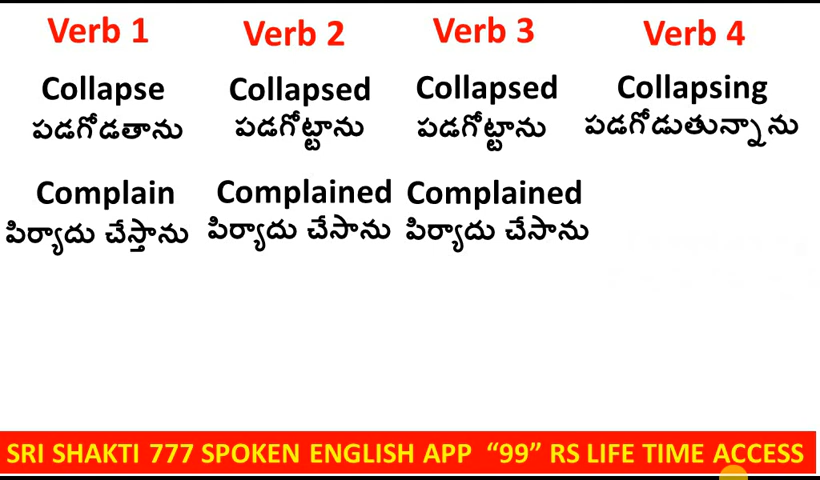 Verb 1 Verb 2 Verb 3 Verb 4
Collapse Collapsed Collapsed Collapsing
పడగోడతాను పడగోట్టాను పడగోట్టాను పడగోడుతున్నాను
Complain Complained Complained
పిర్యాదు చేస్తాను పిర్యాదు చేసాను పిర్యాదు చేసాను
SRI SHAKTI 777 SPOKEN ENGLISH APP “99” RS LIFE TIME ACCESS